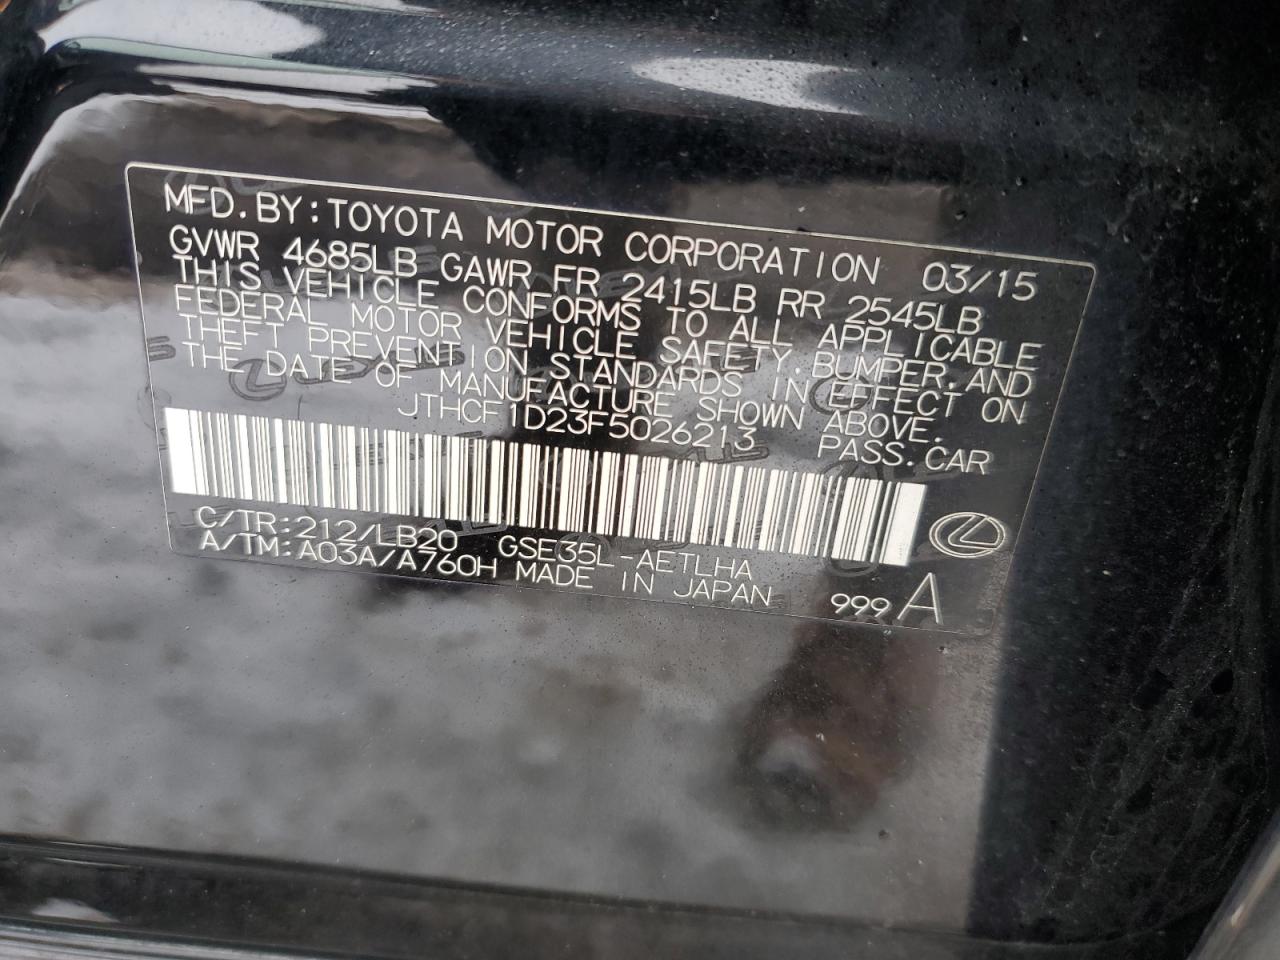 MFD.BY:TOYOTA MOTOR CORPORATION 03/15
GVWR 4685LB GAWR FR 2415LB RR 2545LB
THIS VEHICLE CONFORMS TO ALL APPLICABLE
FEDERAL MOTOR VEHICLE SAFETY,BUMPER,AND
THEFT PREVENTION STANDARDS IN EFFECT ON
THE DATE OF MANUFACTURE SHOWN ABOVE.
JTHCF1D23F5026213 PASS.CAR
C/TR:212/LB20 GSE35L-AETLHA
A/TM:A03A/A760H MADE IN JAPAN 999 A
LEXUS